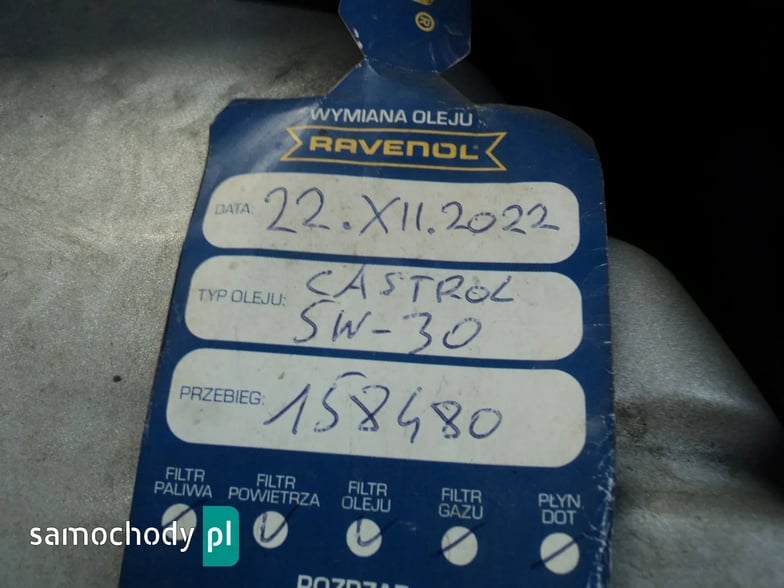 ®
WYMIANA OLEJU
RAVENOL
DATA: 22.XII.2022
TYP OLEJU: CASTROL
5W-30
PRZEBIEG: 158480
FILTR PALIWA
FILTR POWIETRZA
FILTR OLEJU
FILTR GAZU
PŁYN DOT
samochody pl